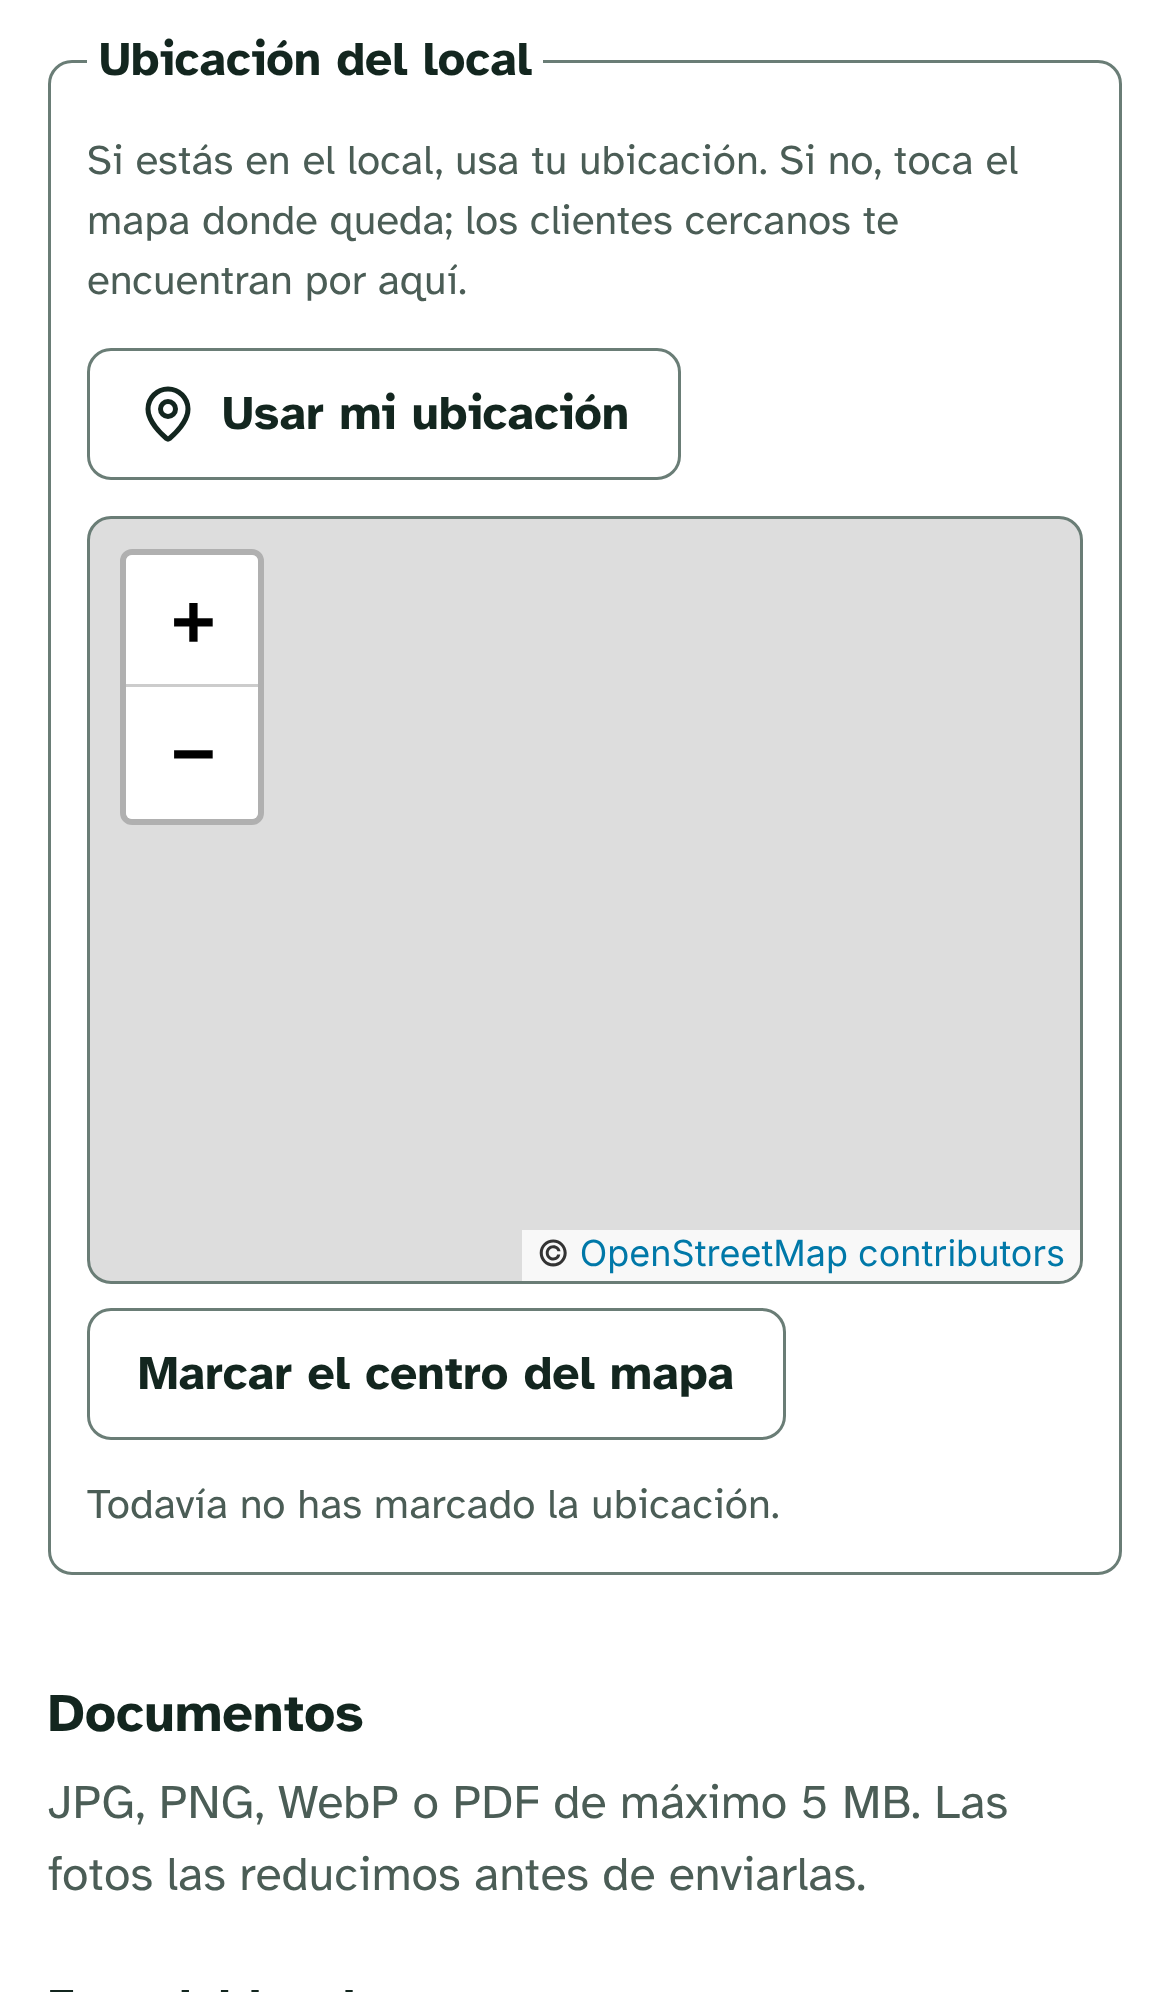 Ubicación del local
Si estás en el local, usa tu ubicación. Si no, toca el
mapa donde queda; los clientes cercanos te
encuentran por aquí.
Usar mi ubicación
+
−
© OpenStreetMap contributors
Marcar el centro del mapa
Todavía no has marcado la ubicación.
Documentos
JPG, PNG, WebP o PDF de máximo 5 MB. Las
fotos las reducimos antes de enviarlas.